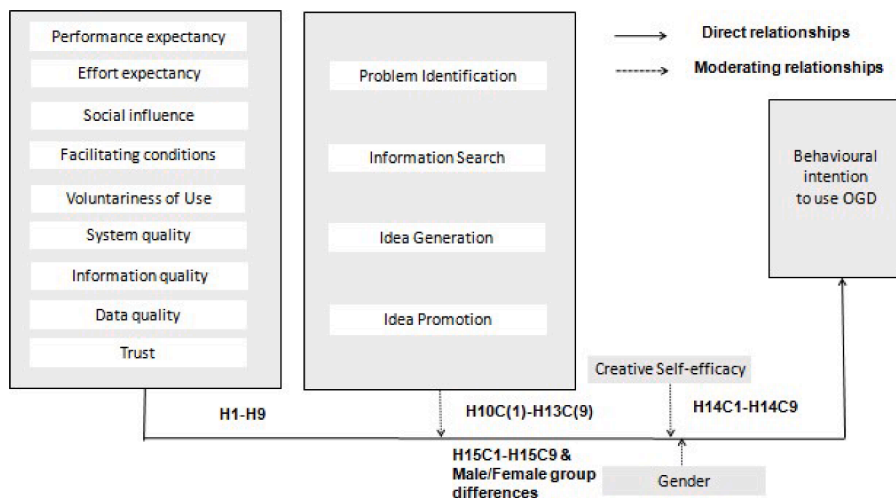 Performance expectancy
Effort expectancy
Social influence
Facilitating conditions
Voluntariness of Use
System quality
Information quality
Data quality
Trust
Problem Identification
Information Search
Idea Generation
Idea Promotion
Direct relationships
Moderating relationships
Behavioural
intention
to use OGD
Creative Self-efficacy
H1-H9
H10C(1)-H13C(9)
H14C1-H14C9
H15C1-H15C9 &
Male/Female group
differences
Gender